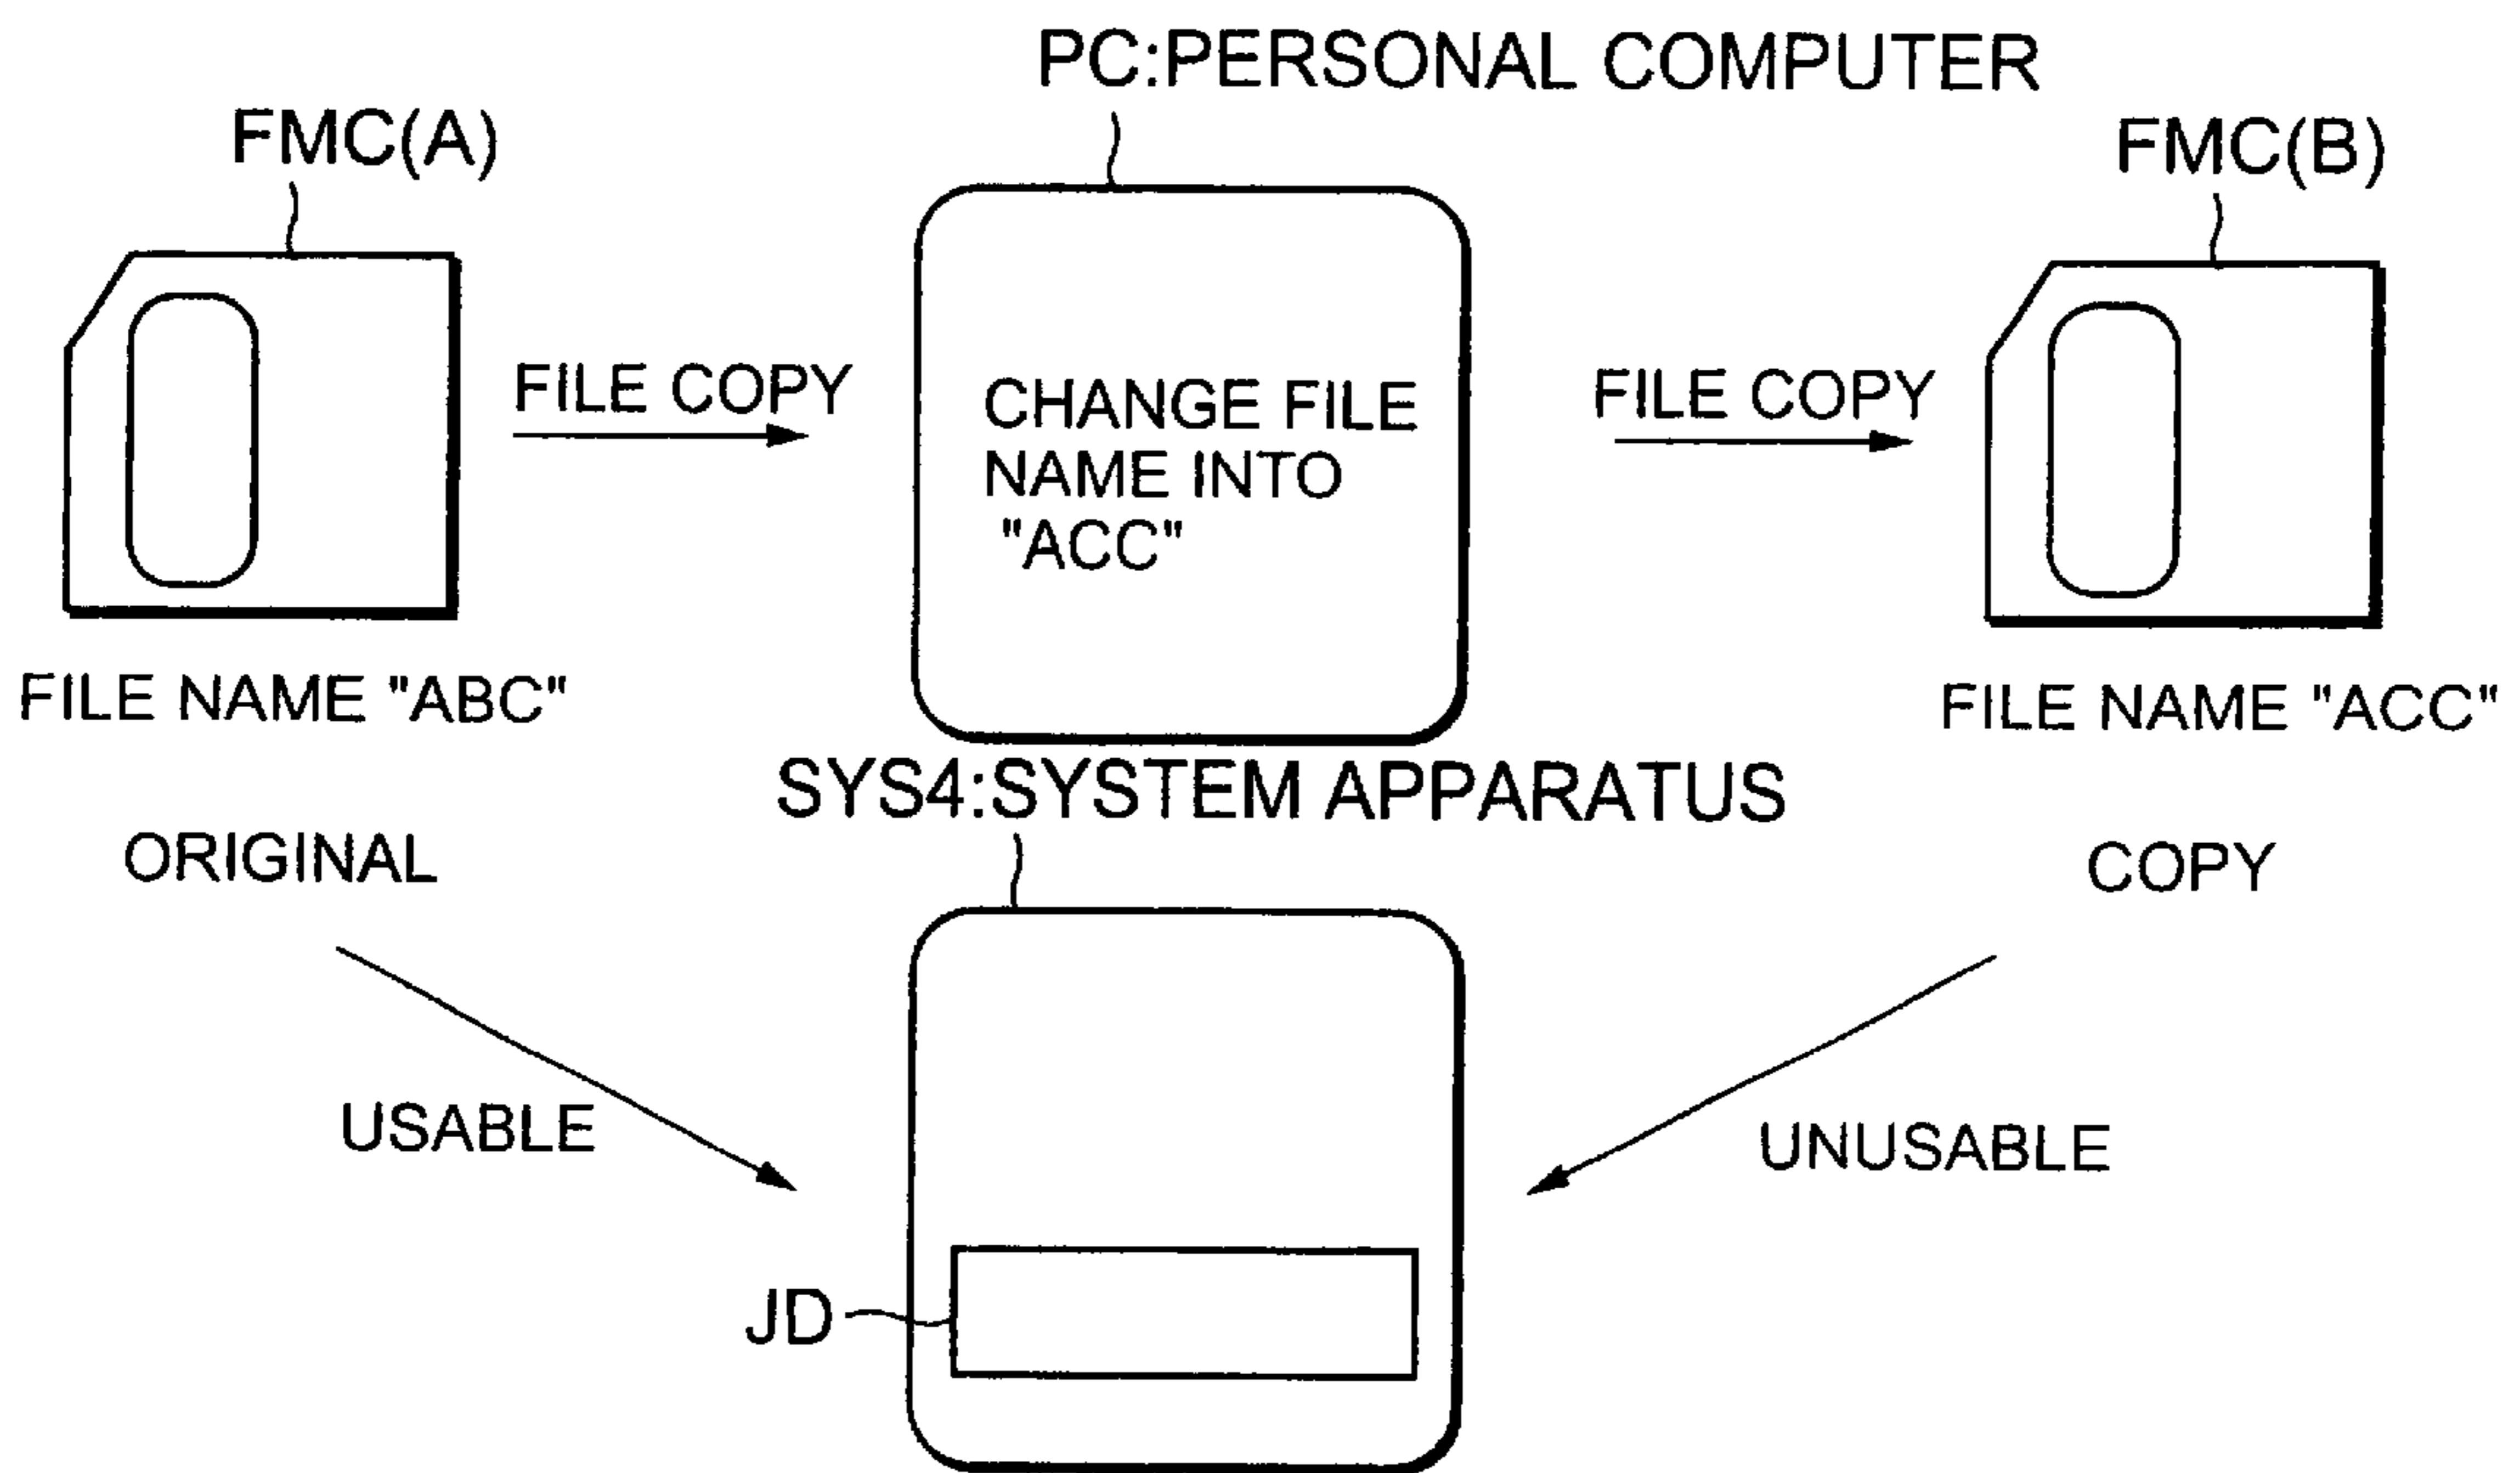 PC:PERSONAL COMPUTER
FMC(A)
FMC(B)
FILE COPY
CHANGE FILE
NAME INTO
"ACC"
FILE COPY
FILE NAME "ABC"
FILE NAME "ACC"
SYS4:SYSTEM APPARATUS
ORIGINAL
COPY
USABLE
UNUSABLE
JD